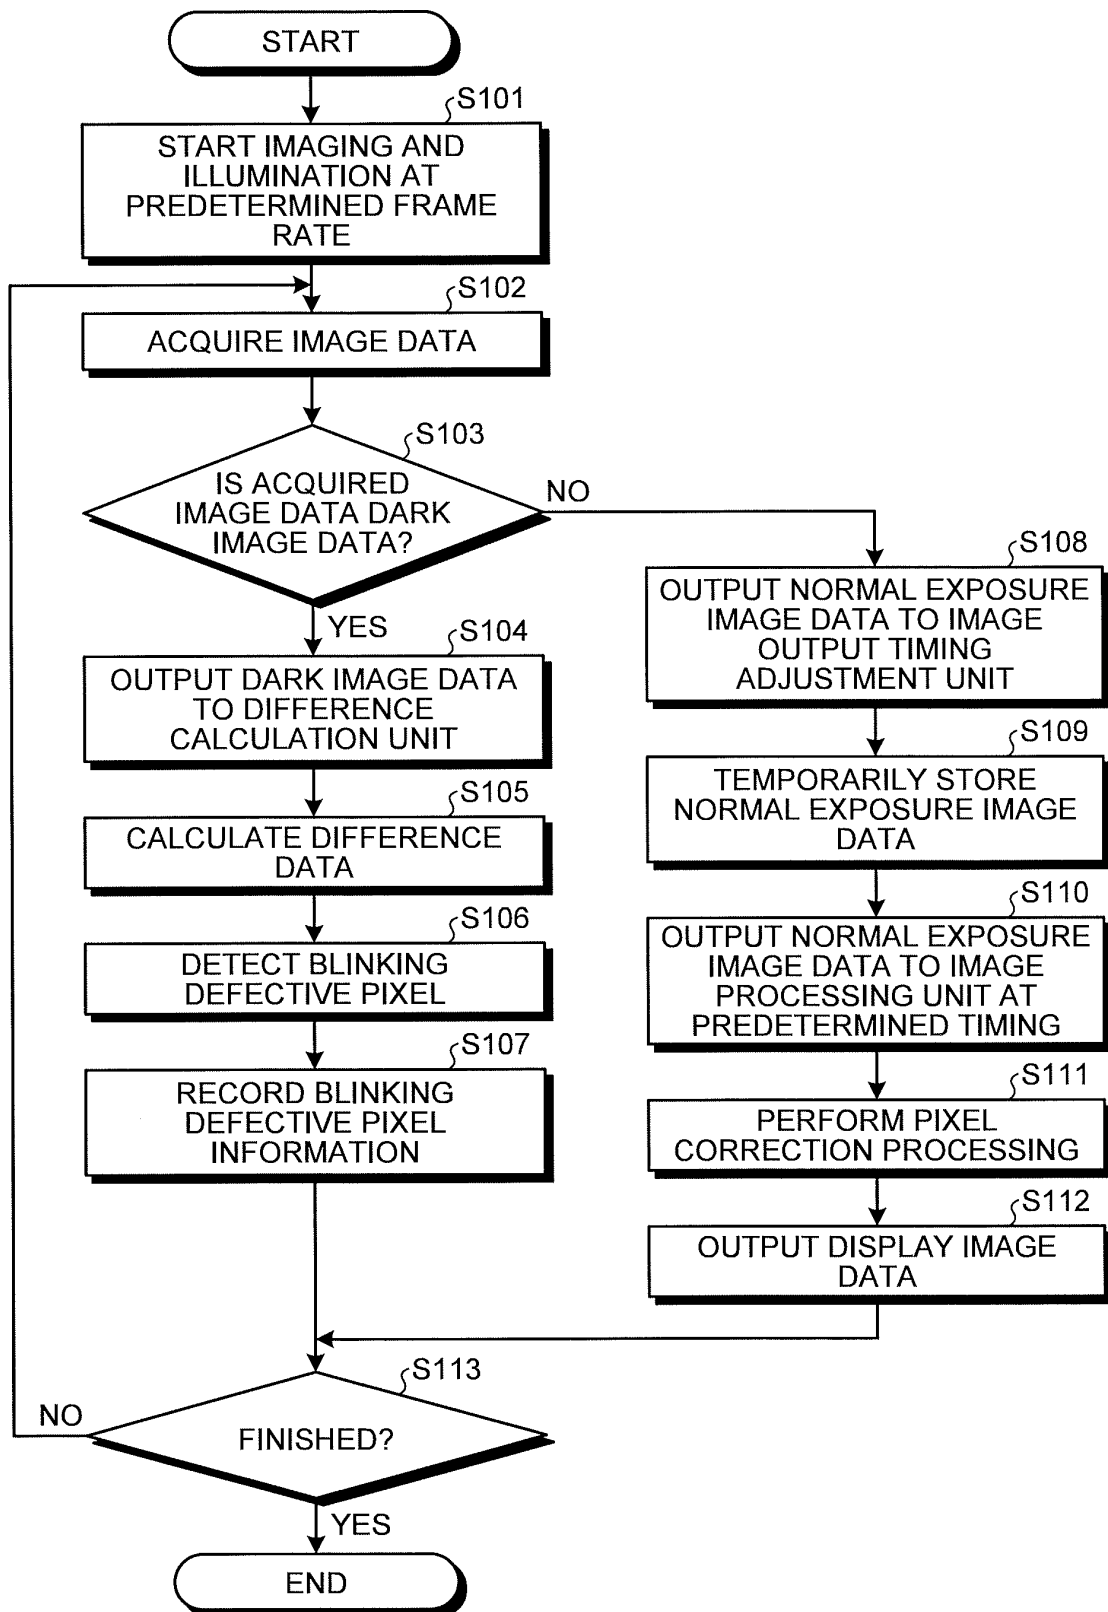 START
S101
START IMAGING AND
ILLUMINATION AT
PREDETERMINED FRAME
RATE
S102
ACQUIRE IMAGE DATA
S103
IS ACQUIRED
IMAGE DATA DARK
IMAGE DATA?
NO
YES
S104
OUTPUT DARK IMAGE DATA
TO DIFFERENCE
CALCULATION UNIT
S105
CALCULATE DIFFERENCE
DATA
S106
DETECT BLINKING
DEFECTIVE PIXEL
S107
RECORD BLINKING
DEFECTIVE PIXEL
INFORMATION
S108
OUTPUT NORMAL EXPOSURE
IMAGE DATA TO IMAGE
OUTPUT TIMING
ADJUSTMENT UNIT
S109
TEMPORARILY STORE
NORMAL EXPOSURE IMAGE
DATA
S110
OUTPUT NORMAL EXPOSURE
IMAGE DATA TO IMAGE
PROCESSING UNIT AT
PREDETERMINED TIMING
S111
PERFORM PIXEL
CORRECTION PROCESSING
S112
OUTPUT DISPLAY IMAGE
DATA
S113
FINISHED?
NO
YES
END